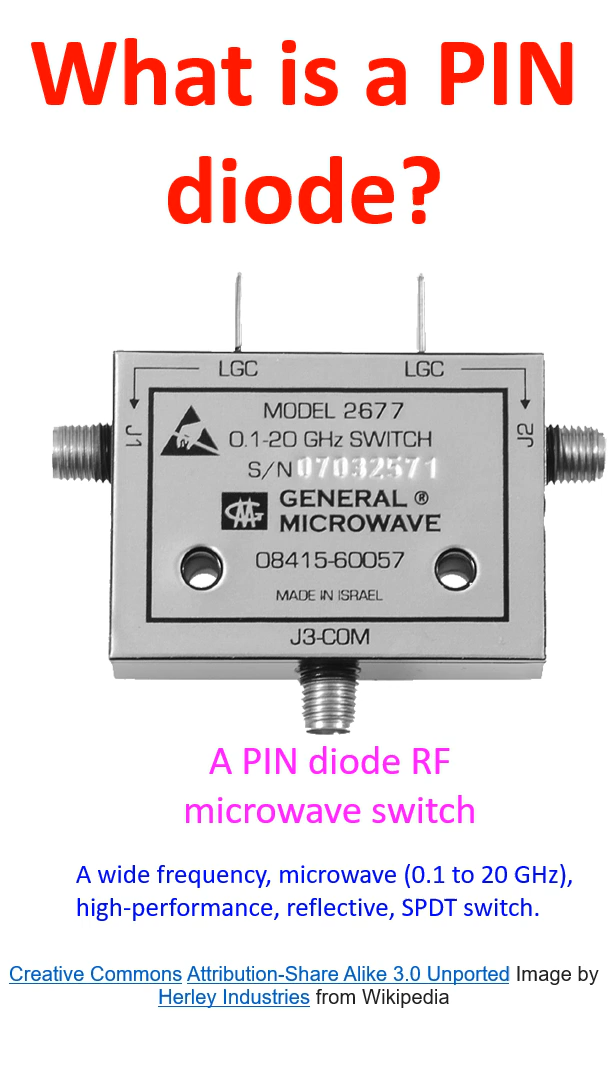 What is a PIN
diode?
LGC LGC
J1
J2
MODEL 2677
0.1-20 GHz SWITCH
S/N 07032571
GENERAL ®
MICROWAVE
08415-60057
MADE IN ISRAEL
J3-COM
A PIN diode RF
microwave switch
A wide frequency, microwave (0.1 to 20 GHz),
high-performance, reflective, SPDT switch.
Creative Commons Attribution-Share Alike 3.0 Unported Image by
Herley Industries from Wikipedia